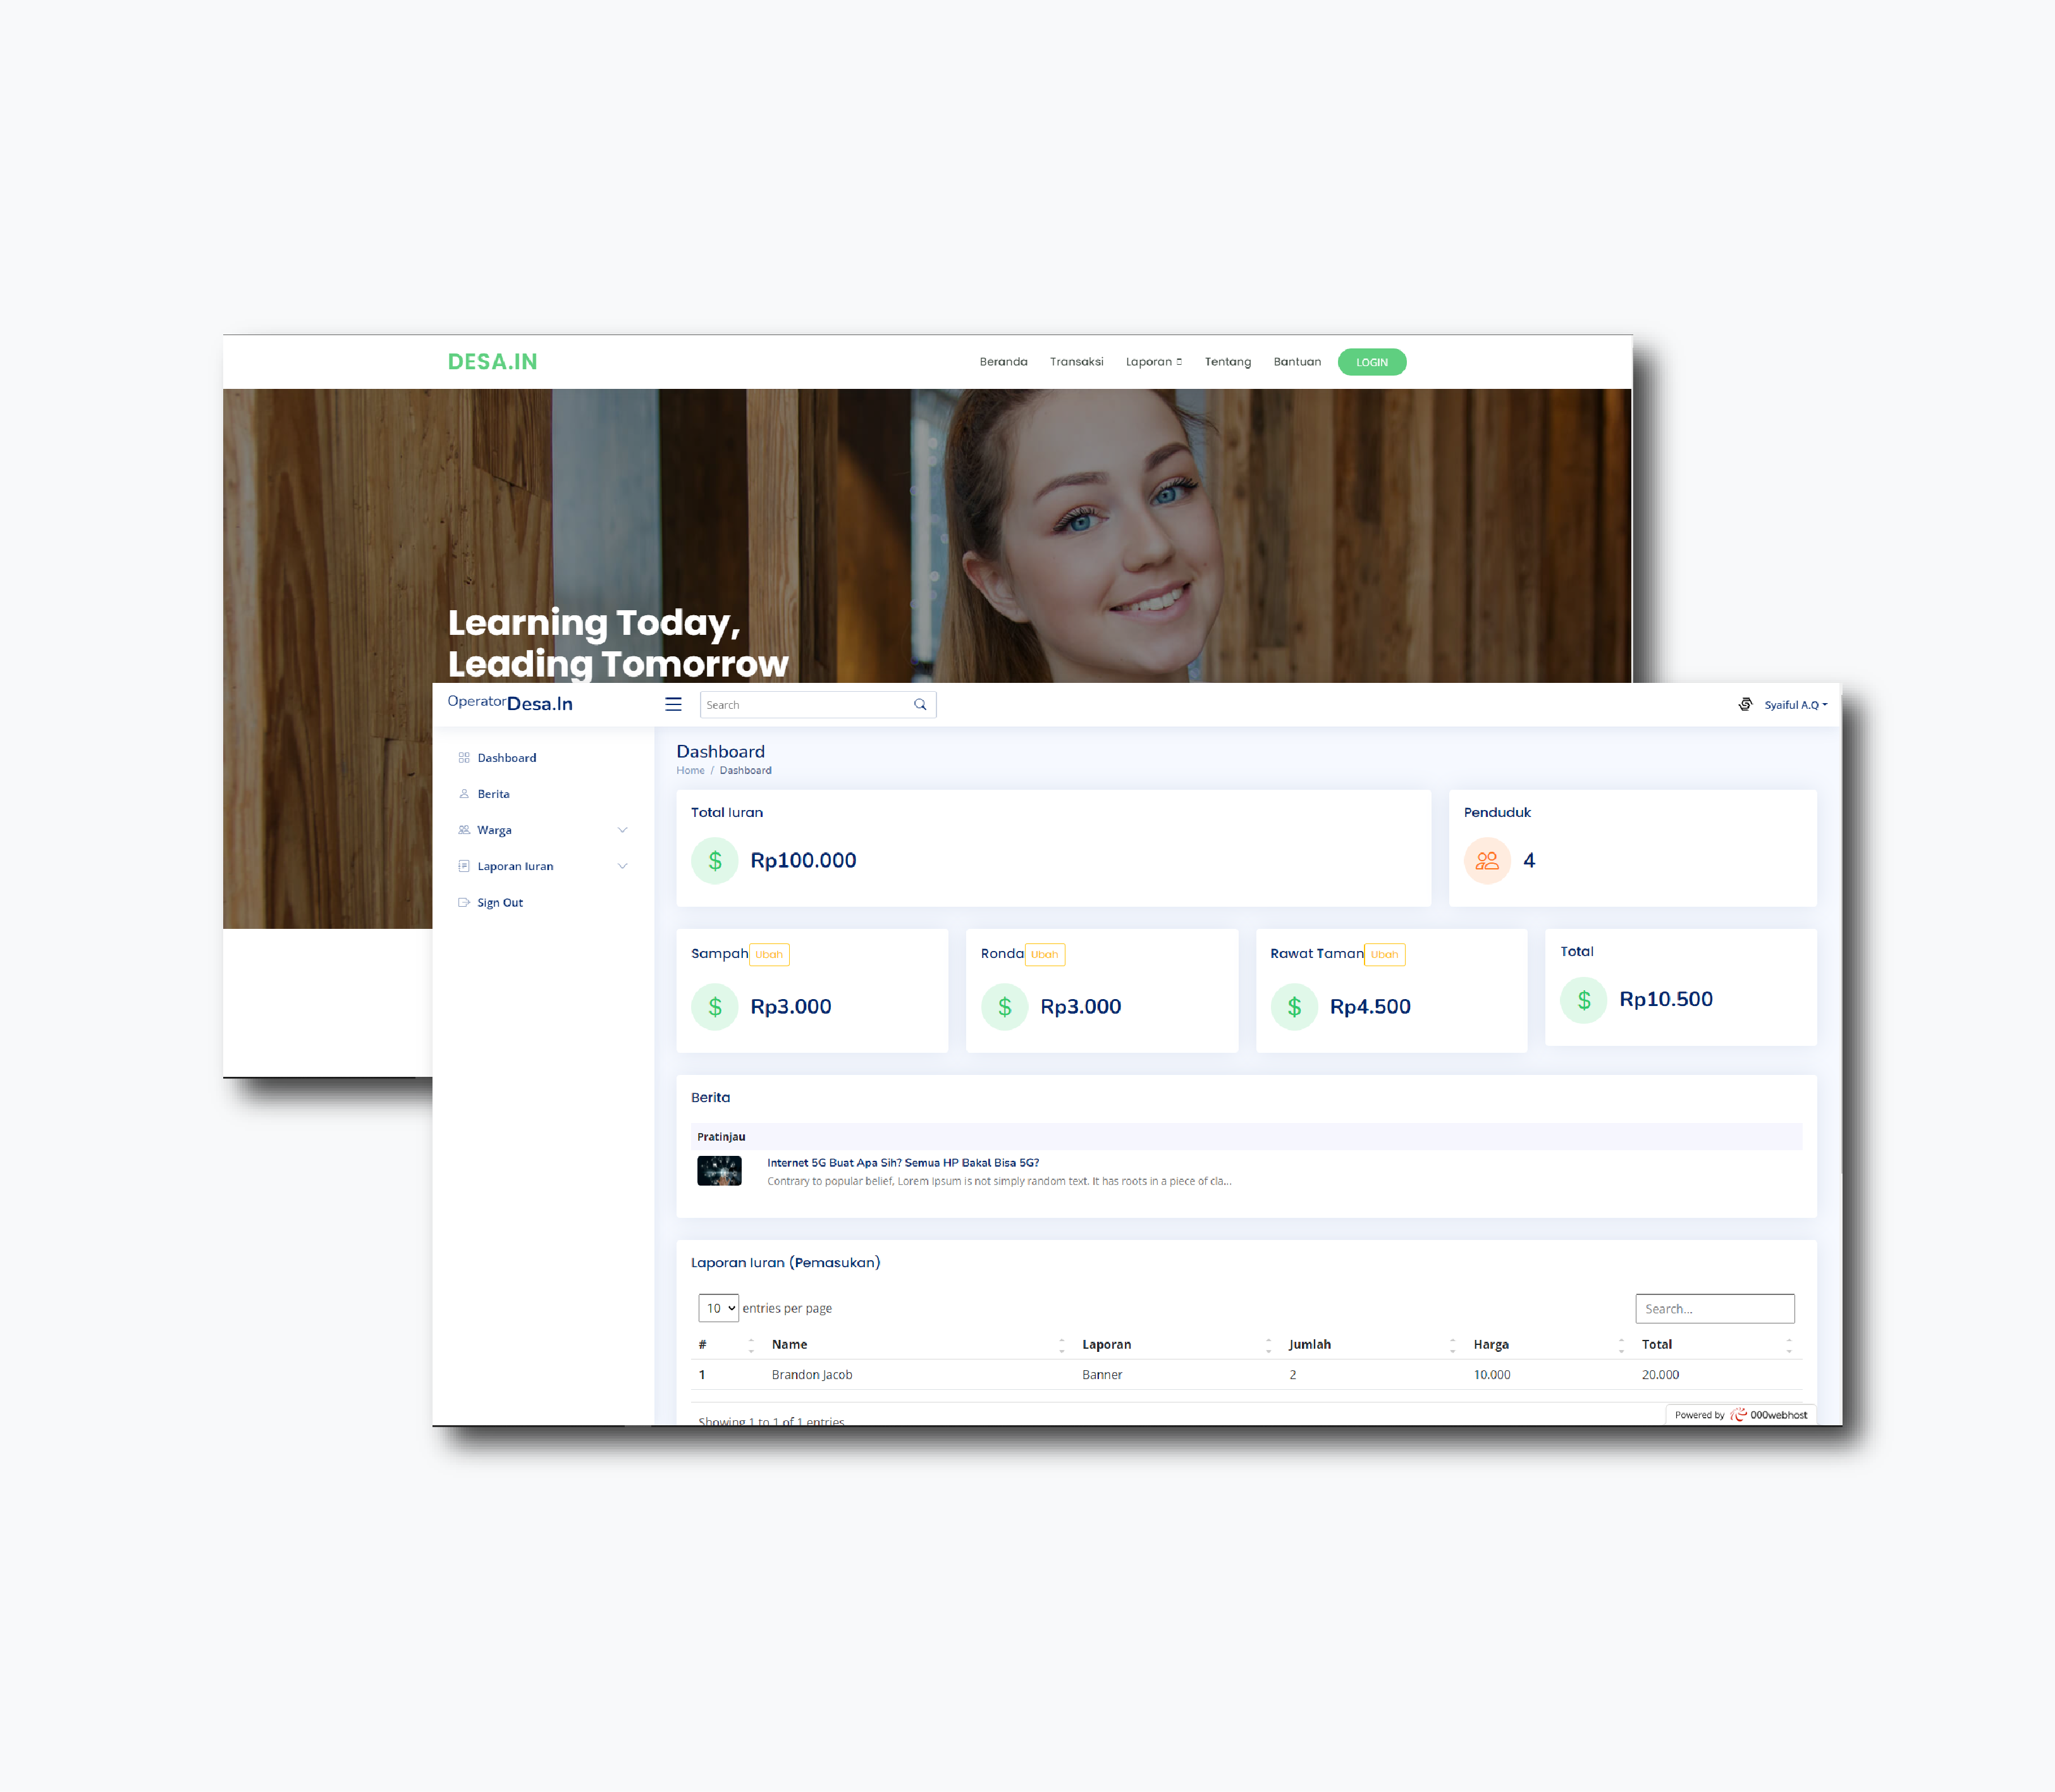 DESA.IN
Beranda Transaksi Laporan Tentang Bantuan LOGIN
Learning Today,
Leading Tomorrow
OperatorDesa.In
Search
Syaiful A.Q
Dashboard
Berita
Warga
Laporan Iuran
Sign Out
Dashboard
Home / Dashboard
Total Iuran
Rp100.000
Penduduk
4
Sampah Ubah
Rp3.000
Ronda Ubah
Rp3.000
Rawat Taman Ubah
Rp4.500
Total
Rp10.500
Berita
Pratinjau
Internet 5G Buat Apa Sih? Semua HP Bakal Bisa 5G?
Contrary to popular belief, Lorem Ipsum is not simply random text. It has roots in a piece of cla...
Laporan Iuran (Pemasukan)
10 entries per page
Search...
# Name Laporan Jumlah Harga Total
1 Brandon Jacob Banner 2 10.000 20.000
Showing 1 to 1 of 1 entries
Powered by 000webhost